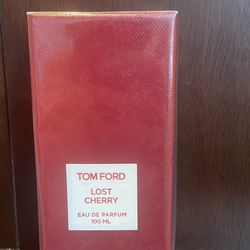 TOM FORD
LOST
CHERRY
EAU DE PARFUM
100 ML